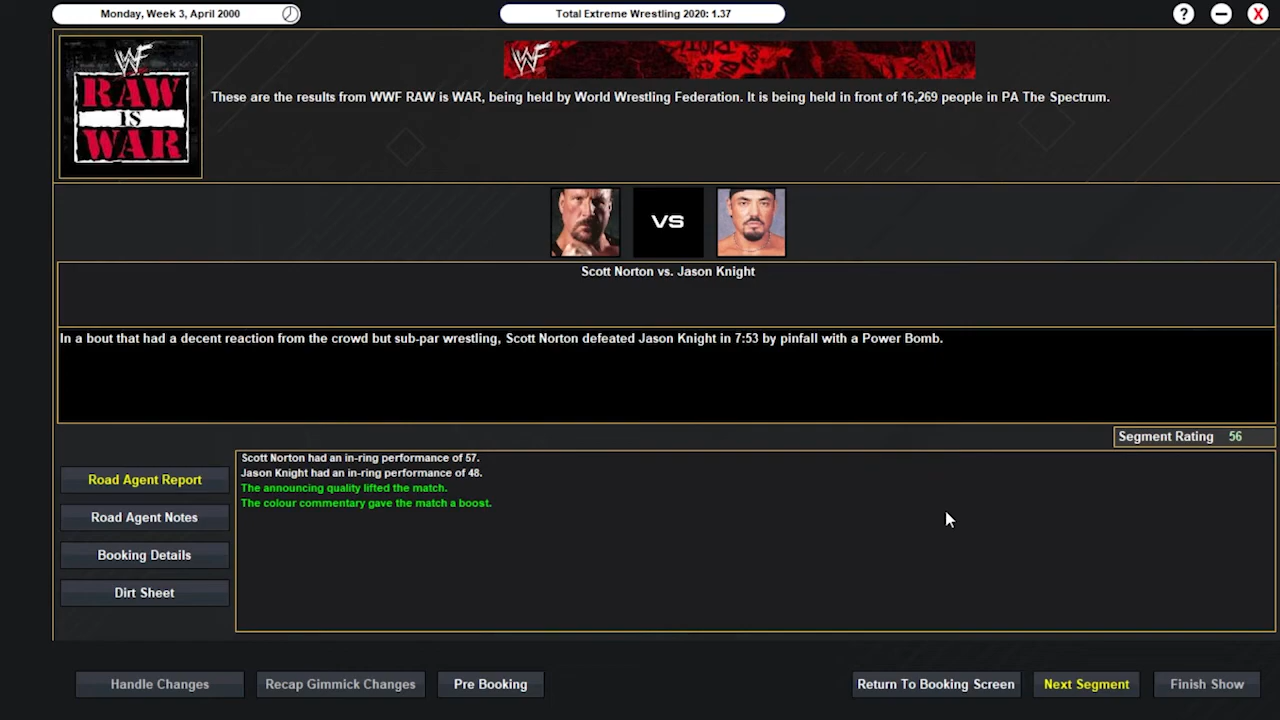 Monday, Week 3, April 2000
Total Extreme Wrestling 2020: 1.37
?
X
WF
RAW
IS
WAR
WF
These are the results from WWF RAW is WAR, being held by World Wrestling Federation. It is being held in front of 16,269 people in PA The Spectrum.
VS
Scott Norton vs. Jason Knight
In a bout that had a decent reaction from the crowd but sub-par wrestling, Scott Norton defeated Jason Knight in 7:53 by pinfall with a Power Bomb.
Segment Rating 56
Scott Norton had an in-ring performance of 57.
Jason Knight had an in-ring performance of 48.
The announcing quality lifted the match.
The colour commentary gave the match a boost.
Road Agent Report
Road Agent Notes
Booking Details
Dirt Sheet
Handle Changes
Recap Gimmick Changes
Pre Booking
Return To Booking Screen
Next Segment
Finish Show